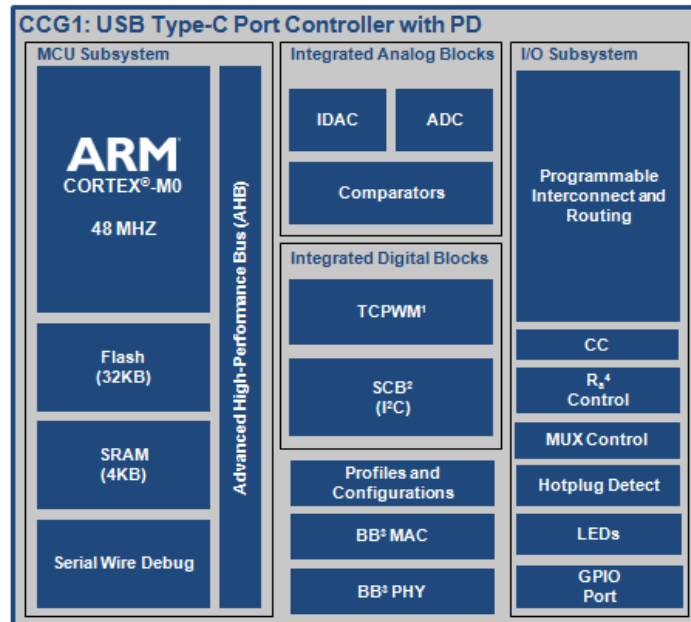 CCG1: USB Type-C Port Controller with PD
MCU Subsystem
ARM
CORTEX®-M0
48 MHZ
Flash
(32KB)
SRAM
(4KB)
Serial Wire Debug
Advanced High-Performance Bus (AHB)
Integrated Analog Blocks
IDAC
ADC
Comparators
Integrated Digital Blocks
TCPWM¹
SCB²
(I²C)
Profiles and
Configurations
BB³ MAC
BB³ PHY
I/O Subsystem
Programmable
Interconnect and
Routing
CC
Rₐ⁴
Control
MUX Control
Hotplug Detect
LEDs
GPIO
Port